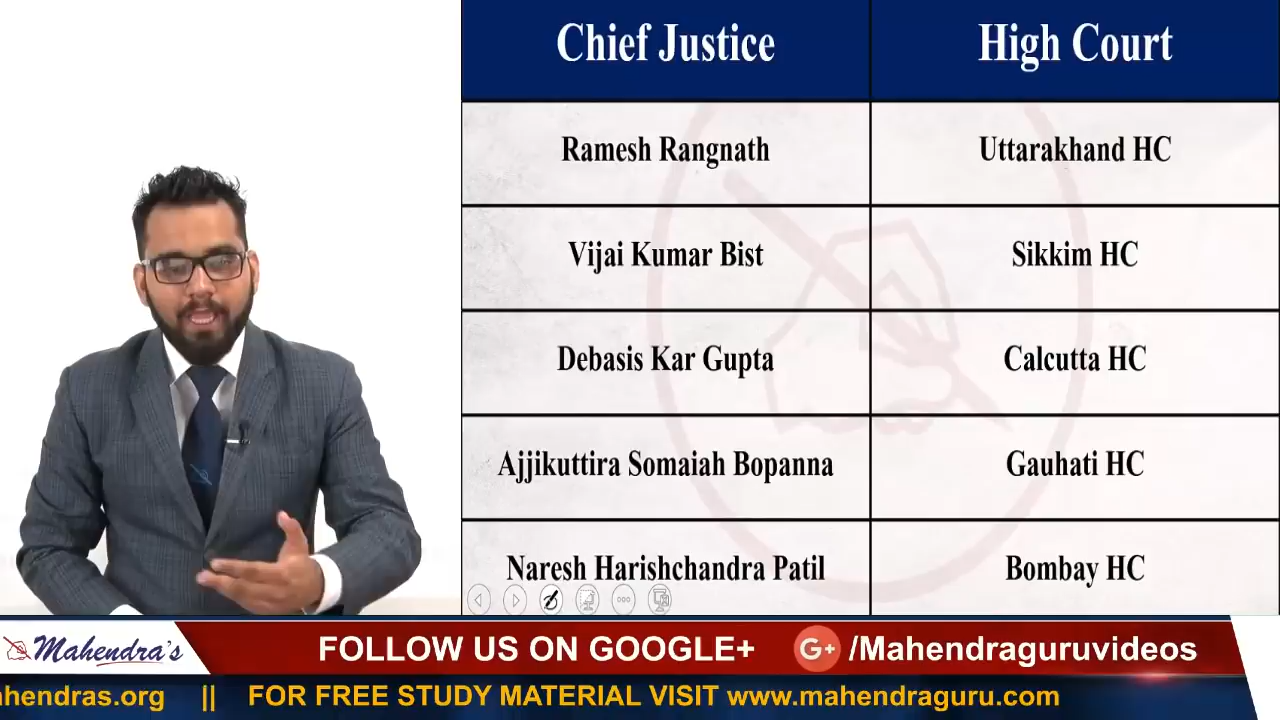 Chief Justice High Court
Ramesh Rangnath Uttarakhand HC
Vijai Kumar Bist Sikkim HC
Debasis Kar Gupta Calcutta HC
Ajjikuttira Somaiah Bopanna Gauhati HC
Naresh Harishchandra Patil Bombay HC
Mahendra's FOLLOW US ON GOOGLE+ G+ /Mahendraguruvideos
ahendras.org || FOR FREE STUDY MATERIAL VISIT www.mahendraguru.com